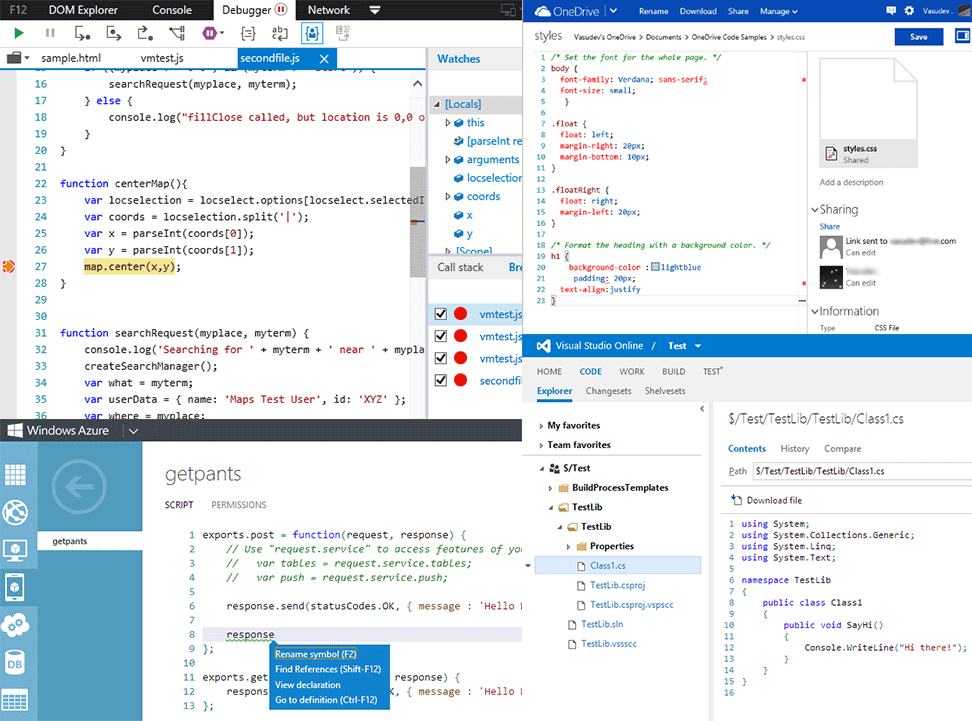 F12 DOM Explorer Console Debugger Network
sample.html vmtest.js secondfile.js
16 searchRequest(myplace, myterm);
17 } else {
18 console.log("fillClose called, but location is 0,0 o
19 }
20 }
21
22 function centerMap(){
23 var locselection = locselect.options[locselect.selectedI
24 var coords = locselection.split('|');
25 var x = parseInt(coords[0]);
26 var y = parseInt(coords[1]);
27 map.center(x,y);
28 }
29
30
31 function searchRequest(myplace, myterm) {
32 console.log('Searching for ' + myterm + ' near ' + mypla
33 createSearchManager();
34 var what = myterm;
35 var userData = { name: 'Maps Test User', id: 'XYZ' };
36 var where = myplace;
Watches
[Locals]
this
[parseInt re
arguments
locselection
coords
x
y
[Scope]
Call stack Bre
vmtest.js
vmtest.js
vmtest.js
secondfil
OneDrive Rename Download Share Manage Vasudev
styles Vasudev's OneDrive > Documents > OneDrive Code Samples > styles.css Save
1 /* Set the font for the whole page. */
2 body {
3 font-family: Verdana; sans-serif;
4 font-size: small;
5 }
6
7 .float {
8 float: left;
9 margin-right: 20px;
10 margin-bottom: 10px;
11 }
12
13 .floatRight {
14 float: right;
15 margin-left: 20px;
16 }
17
18 /* Format the heading with a background color. */
19 h1 {
20 background-color : lightblue
21 padding: 20px;
22 text-align:justify
23 }
styles.css
Shared
Add a description
Sharing
Share
Link sent to .com
Can edit
Can edit
Information
Type CSS File
Windows Azure
getpants
getpants
SCRIPT PERMISSIONS
1 exports.post = function(request, response) {
2 // Use "request.service" to access features of you
3 // var tables = request.service.tables;
4 // var push = request.service.push;
5
6 response.send(statusCodes.OK, { message : 'Hello W
7
8 response
9 };
10
11 exports.get response) {
12 respons OK, { message : 'Hello W
13 };
Rename symbol (F2)
Find References (Shift-F12)
View declaration
Go to definition (Ctrl-F12)
DB
Visual Studio Online / Test
HOME CODE WORK BUILD TEST*
Explorer Changesets Shelvesets
My favorites
Team favorites
$/Test
BuildProcessTemplates
TestLib
TestLib
Properties
Class1.cs
TestLib.csproj
TestLib.csproj.vspscc
TestLib.sln
TestLib.vssscc
$/Test/TestLib/TestLib/Class1.cs
Contents History Compare
Path $/Test/TestLib/TestLib/Class1.cs
Download file
1 using System;
2 using System.Collections.Generic;
3 using System.Linq;
4 using System.Text;
5
6 namespace TestLib
7 {
8 public class Class1
9 {
10 public void SayHi()
11 {
12 Console.WriteLine("Hi there!");
13 }
14 }
15 }
16